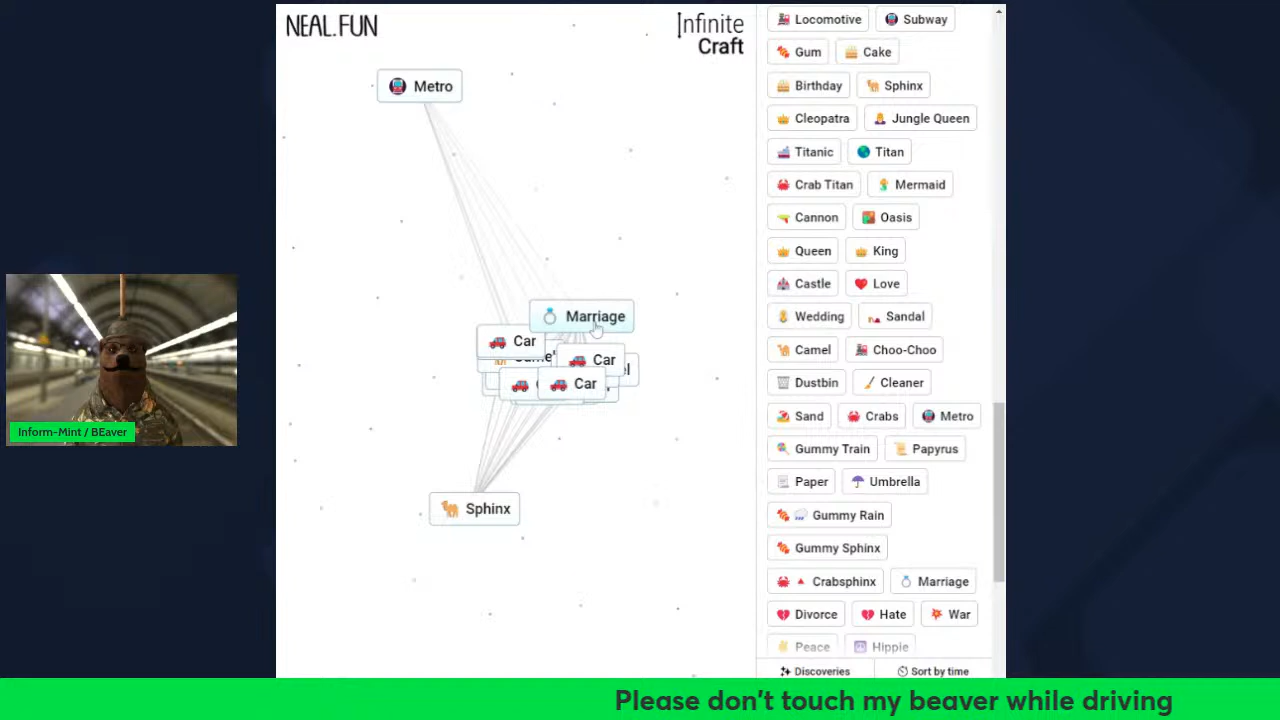 NEAL.FUN
Infinite
Craft
Metro
Marriage
Car
Car
Car
Sphinx
Locomotive
Subway
Gum
Cake
Birthday
Sphinx
Cleopatra
Jungle Queen
Titanic
Titan
Crab Titan
Mermaid
Cannon
Oasis
Queen
King
Castle
Love
Wedding
Sandal
Camel
Choo-Choo
Dustbin
Cleaner
Sand
Crabs
Metro
Gummy Train
Papyrus
Paper
Umbrella
Gummy Rain
Gummy Sphinx
Crabsphinx
Marriage
Divorce
Hate
War
Peace
Hippie
Discoveries
Sort by time
Inform-Mint / BEaver
Please don't touch my beaver while driving